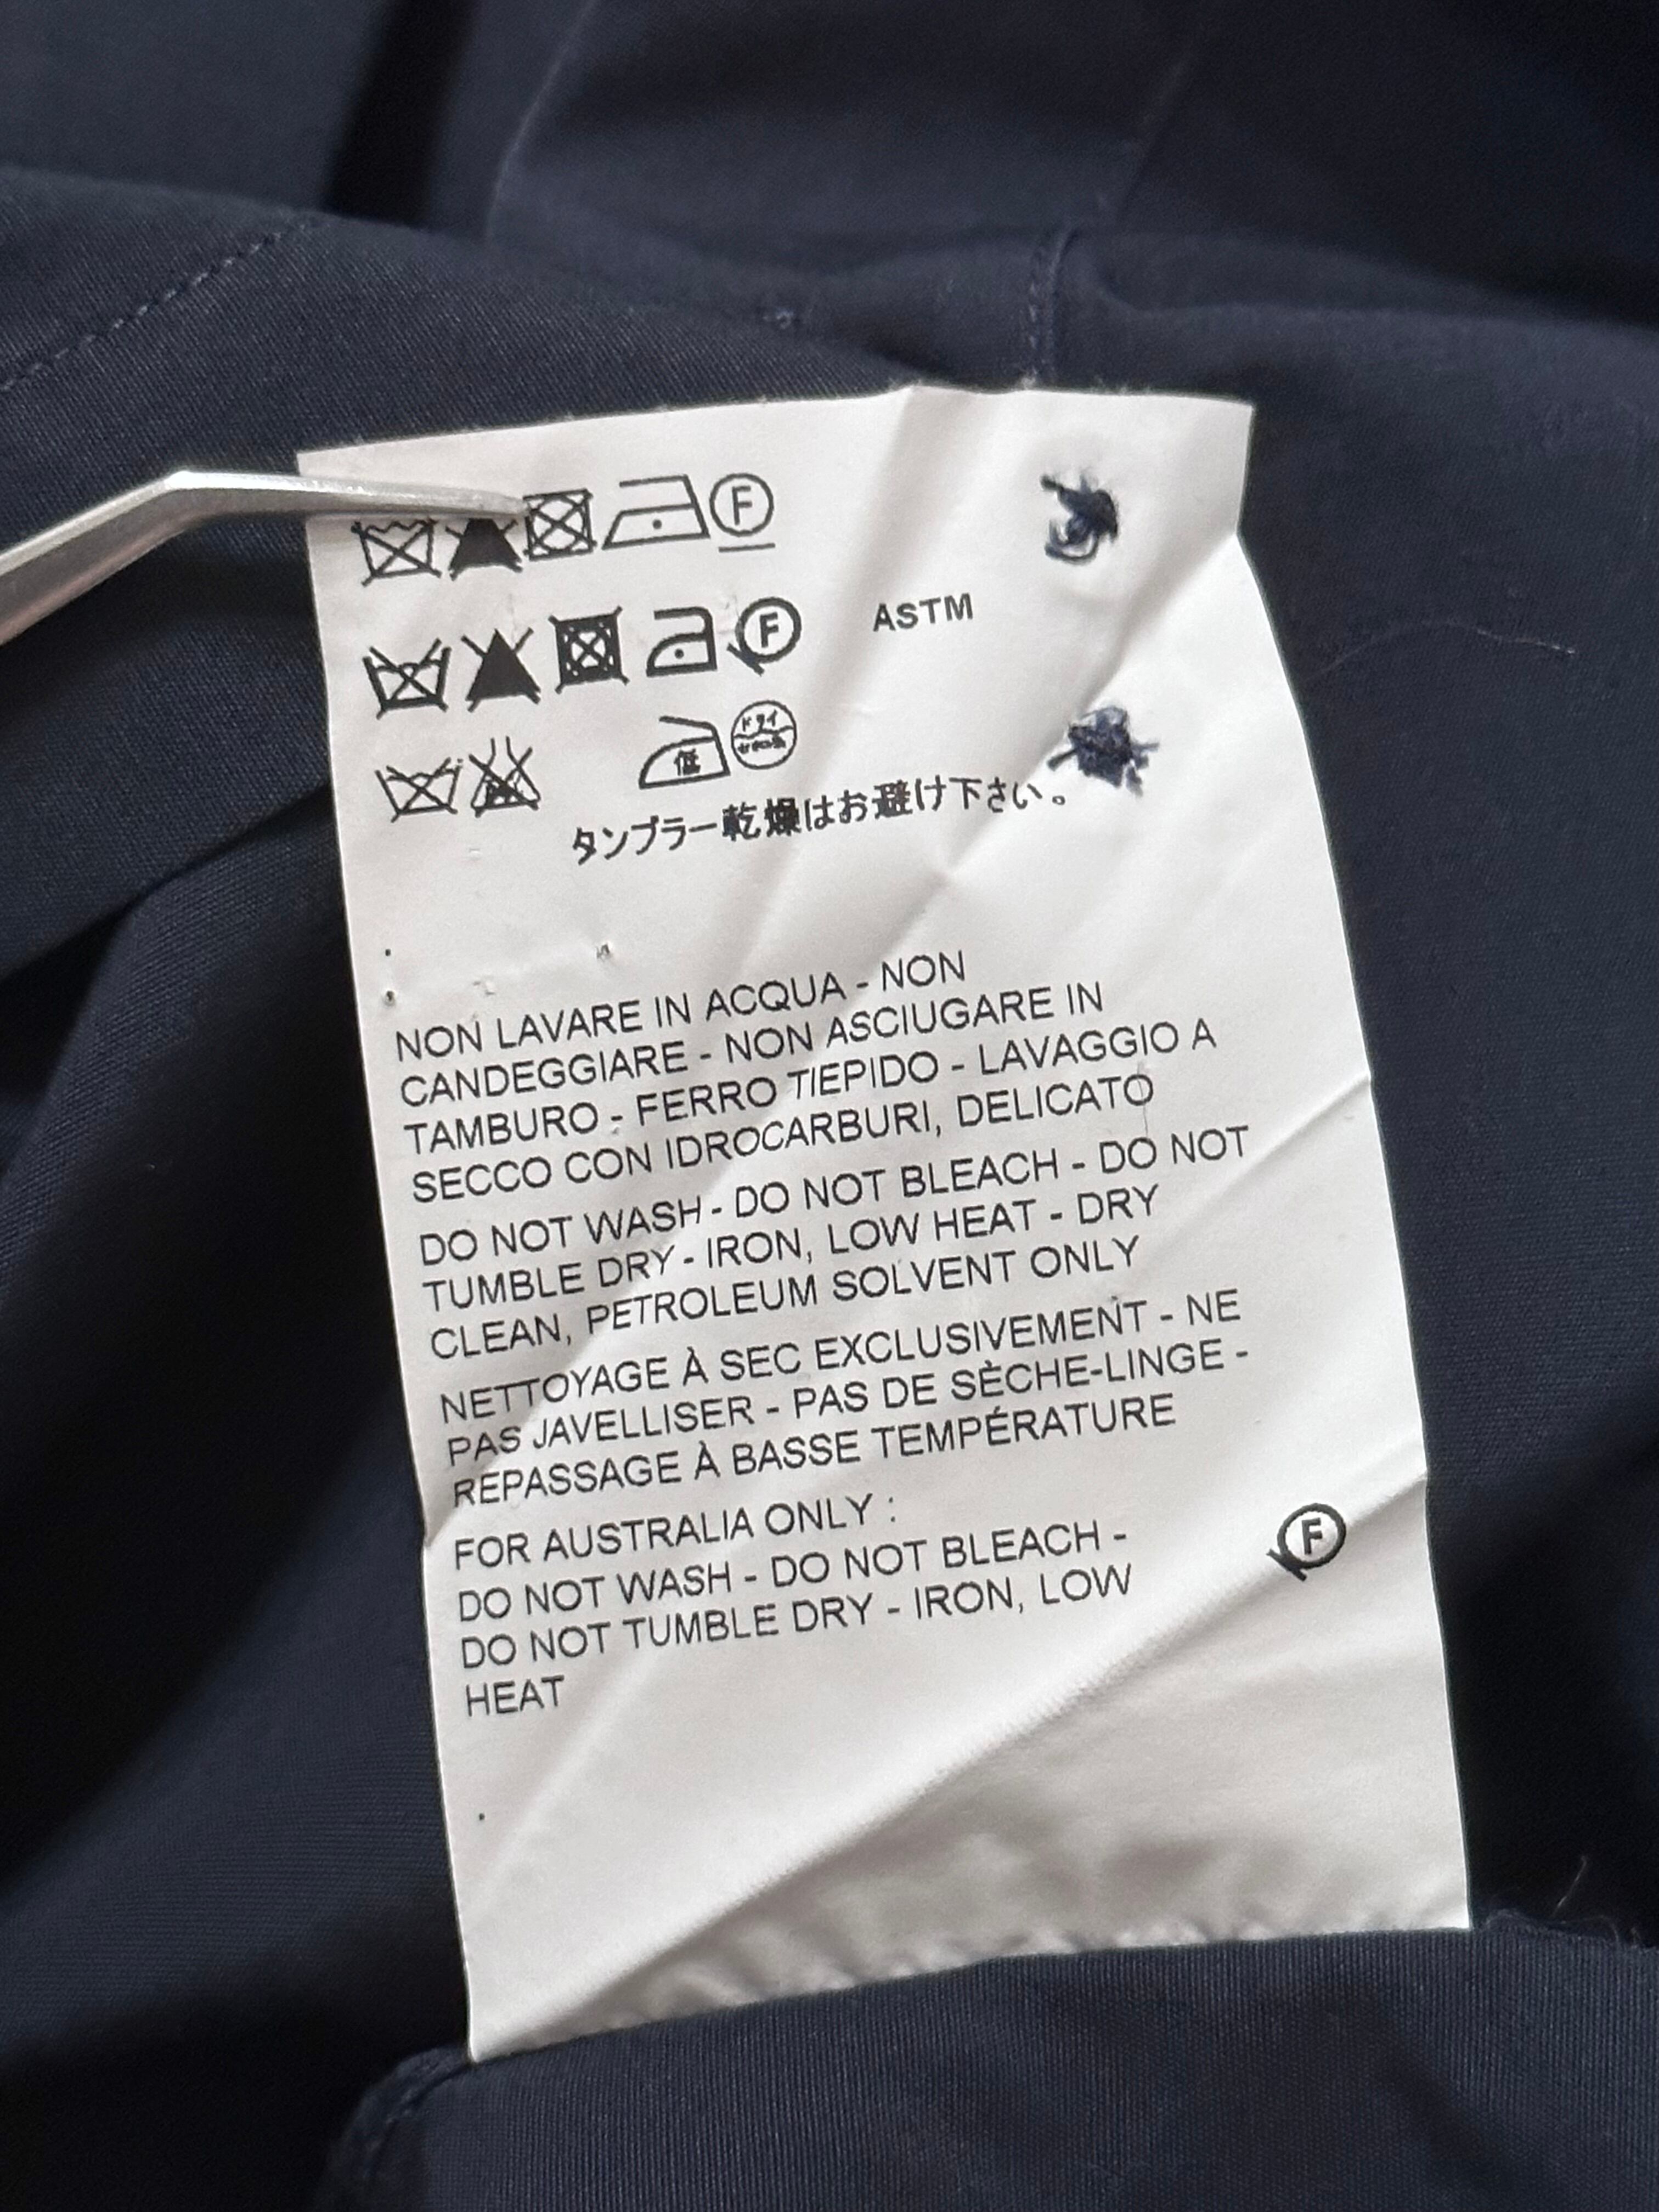 F
F ASTM
低 ドライ セキユ系
タンブラー乾燥はお避け下さい。
NON LAVARE IN ACQUA - NON
CANDEGGIARE - NON ASCIUGARE IN
TAMBURO - FERRO TIEPIDO - LAVAGGIO A
SECCO CON IDROCARBURI, DELICATO
DO NOT WASH - DO NOT BLEACH - DO NOT
TUMBLE DRY - IRON, LOW HEAT - DRY
CLEAN, PETROLEUM SOLVENT ONLY
NETTOYAGE À SEC EXCLUSIVEMENT - NE
PAS JAVELLISER - PAS DE SÈCHE-LINGE -
REPASSAGE À BASSE TEMPÉRATURE
FOR AUSTRALIA ONLY :
DO NOT WASH - DO NOT BLEACH -
DO NOT TUMBLE DRY - IRON, LOW
HEAT
F